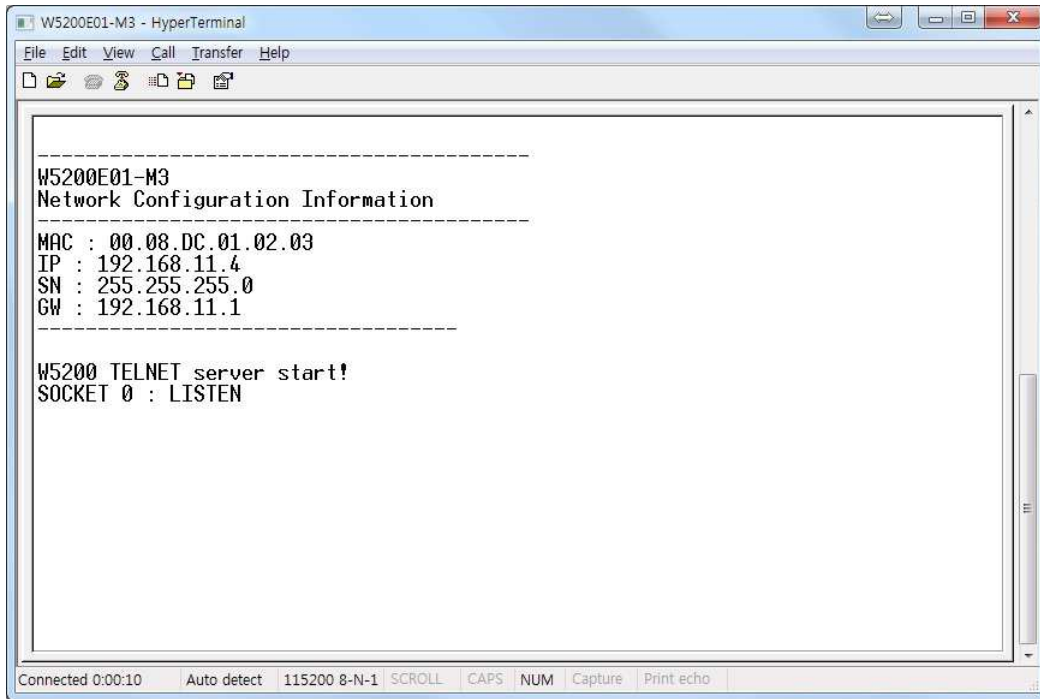 W5200E01-M3 - HyperTerminal
File Edit View Call Transfer Help
-----------------------------------------
W5200E01-M3
Network Configuration Information
-----------------------------------------
MAC : 00.08.DC.01.02.03
IP : 192.168.11.4
SN : 255.255.255.0
GW : 192.168.11.1
-----------------------------------
W5200 TELNET server start!
SOCKET 0 : LISTEN
Connected 0:00:10 Auto detect 115200 8-N-1 SCROLL CAPS NUM Capture Print echo